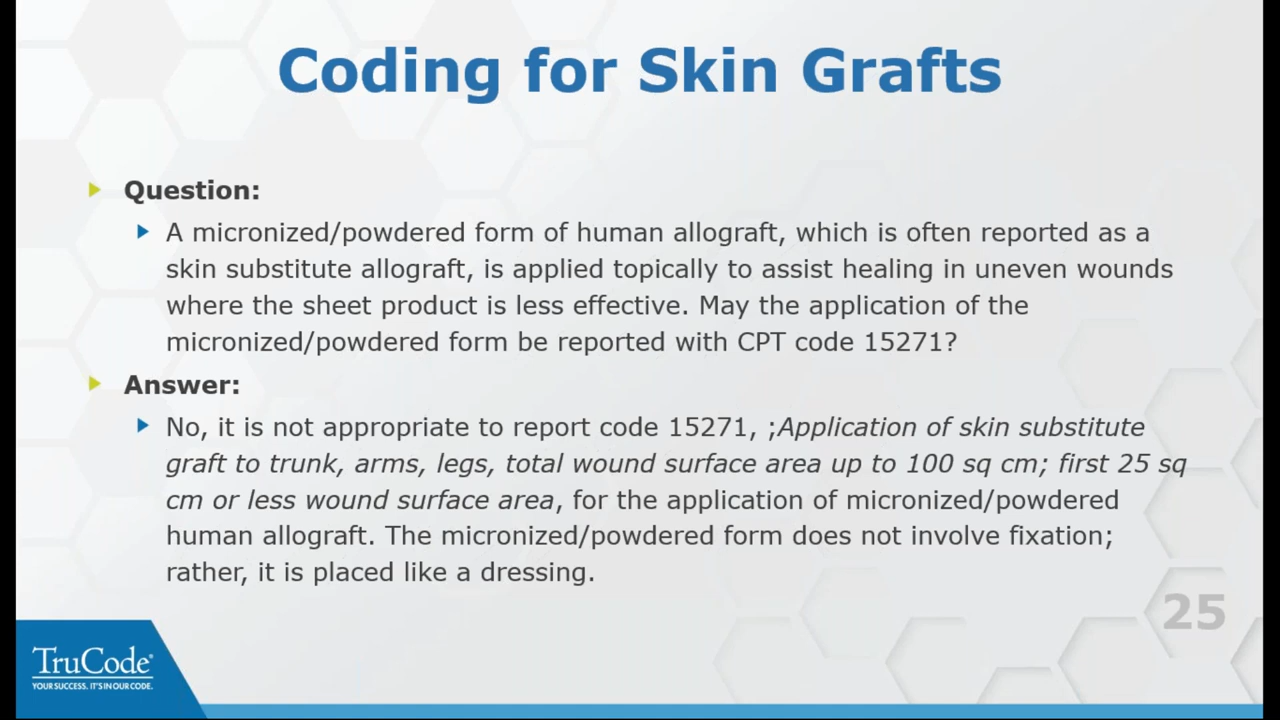 Coding for Skin Grafts
Question:
A micronized/powdered form of human allograft, which is often reported as a
skin substitute allograft, is applied topically to assist healing in uneven wounds
where the sheet product is less effective. May the application of the
micronized/powdered form be reported with CPT code 15271?
Answer:
No, it is not appropriate to report code 15271, ;Application of skin substitute
graft to trunk, arms, legs, total wound surface area up to 100 sq cm; first 25 sq
cm or less wound surface area, for the application of micronized/powdered
human allograft. The micronized/powdered form does not involve fixation;
rather, it is placed like a dressing.
25
TruCode®
YOUR SUCCESS. IT'S IN OUR CODE.